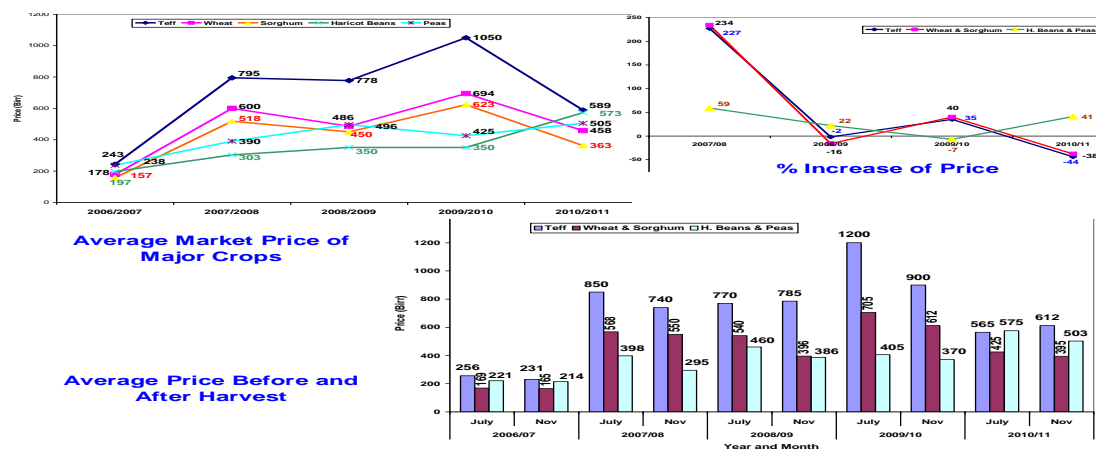 Teff Wheat Sorghum Haricot Beans Peas
Price (Birr)
1200
1000
800
600
400
200
0
243
238
178
157
197
795
600
518
390
303
778
486
496
450
350
1050
694
623
425
350
589
573
505
458
363
2006/2007 2007/2008 2008/2009 2009/2010 2010/2011
Average Market Price of
Major Crops
Teff Wheat & Sorghum H. Beans & Peas
Price (Birr)
250
200
150
100
50
0
-50
234
227
59
22
-2
-16
40
35
-7
41
-38
-44
2007/08 2008/09 2009/10 2010/11
% Increase of Price
Average Price Before and
After Harvest
Teff Wheat & Sorghum H. Beans & Peas
Price (Birr)
1200
1000
800
600
400
200
0
256 169 221 231 165 214
850 568 398 740 550 295
770 540 460 785 396 386
1200 705 405 900 612 370
565 425 575 612 395 503
July Nov July Nov July Nov July Nov July Nov
2006/07 2007/08 2008/09 2009/10 2010/11
Year and Month